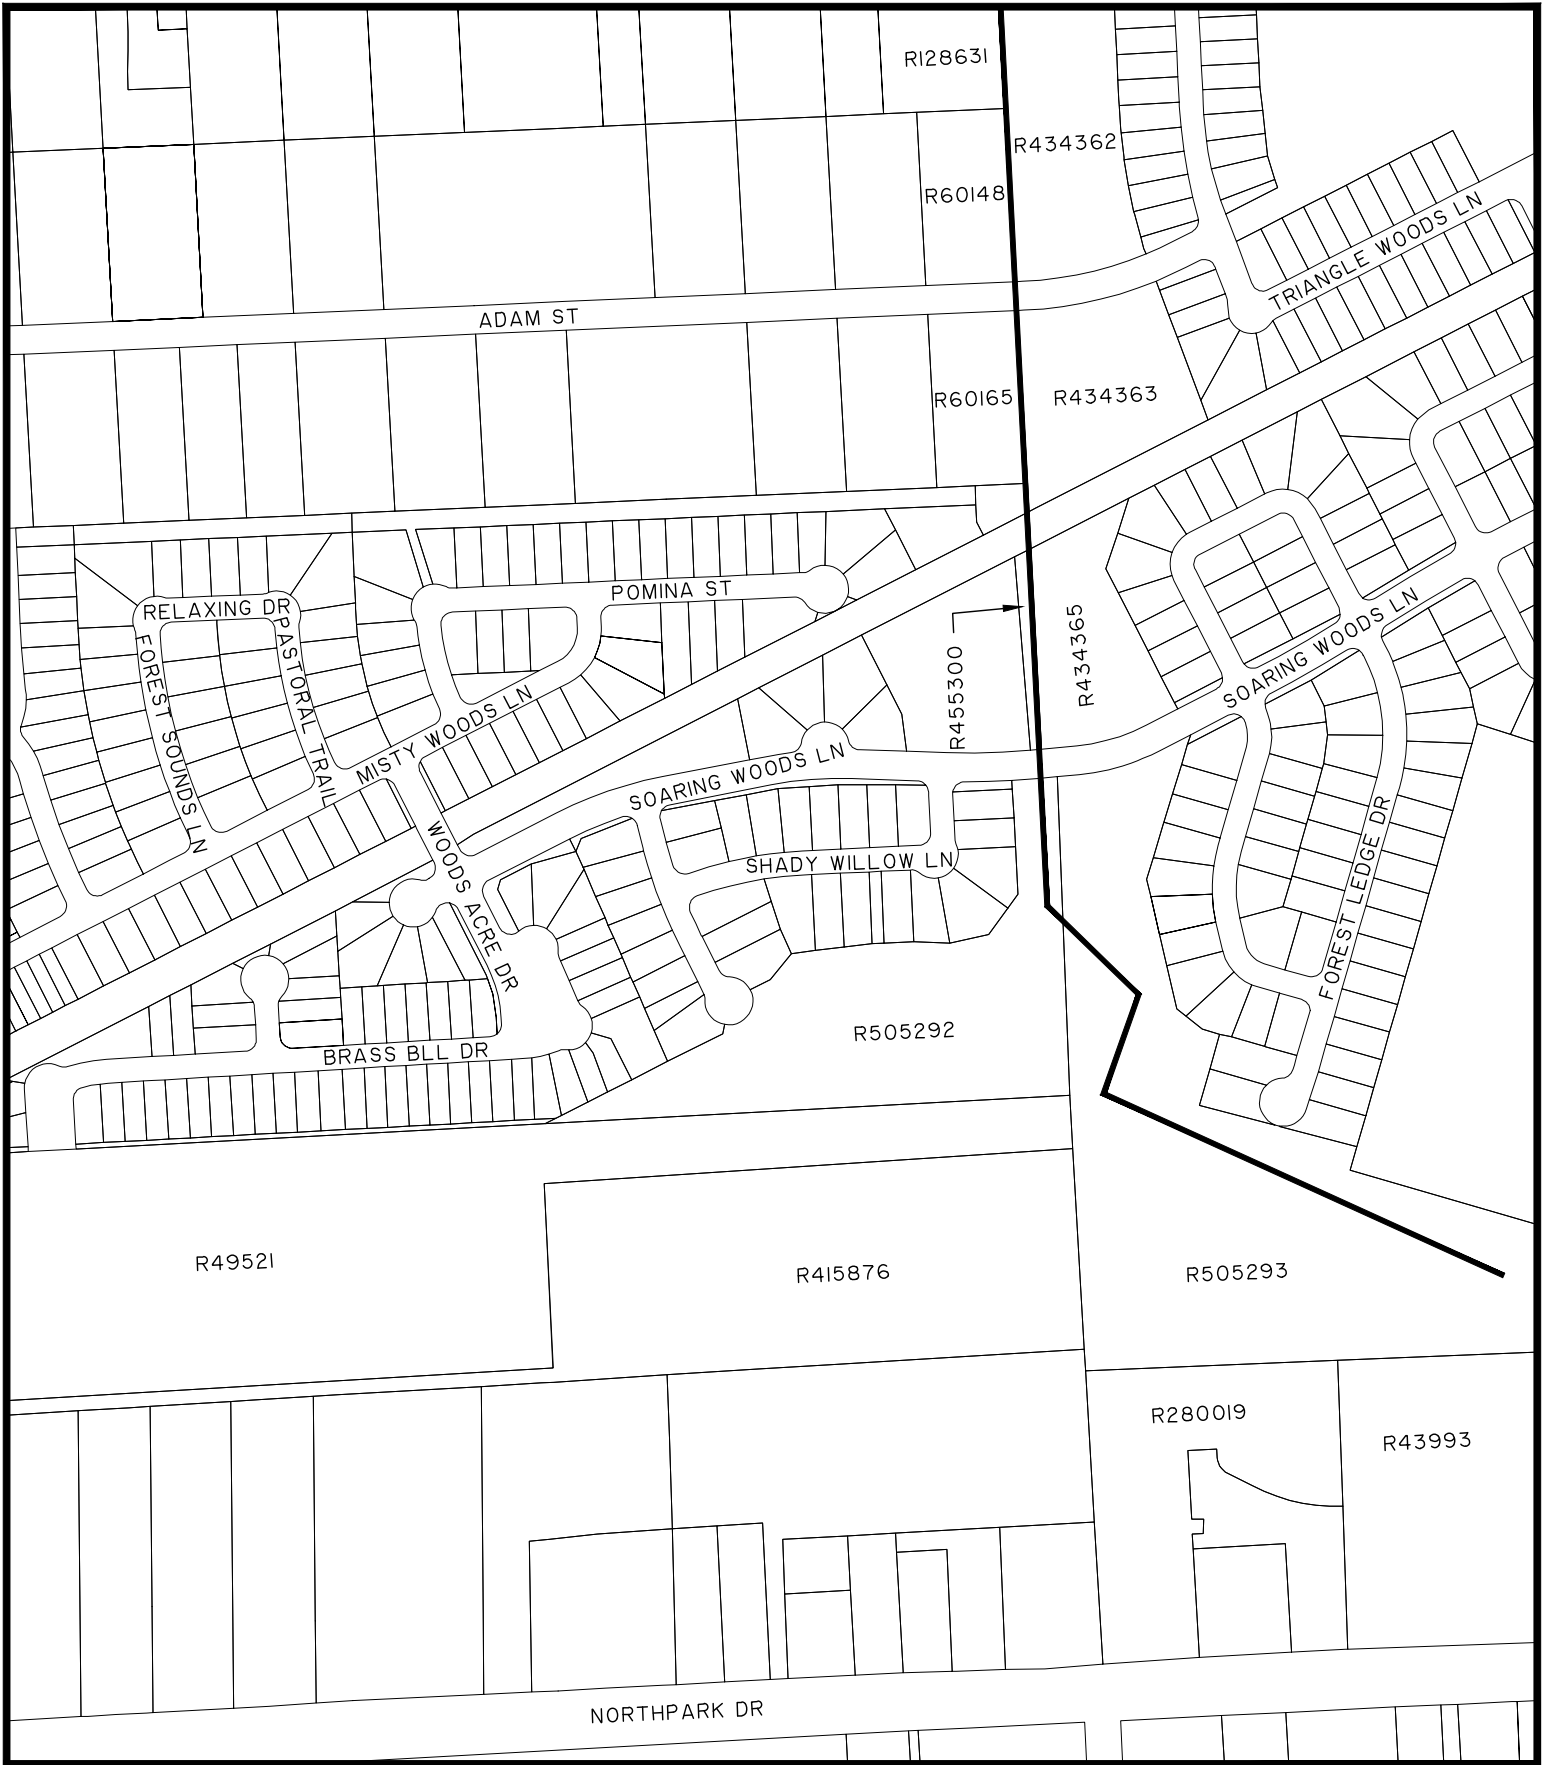 R128631
R434362
R60148
TRIANGLE WOODS LN
ADAM ST
R60165
R434363
POMINA ST
RELAXING DR
FOREST SOUNDS LN
PASTORAL TRAIL
MISTY WOODS LN
R455300
R434365
SOARING WOODS LN
SOARING WOODS LN
WOODS ACRE DR
SHADY WILLOW LN
FOREST LEDGE DR
R505292
BRASS BLL DR
R49521
R415876
R505293
R280019
R43993
NORTHPARK DR